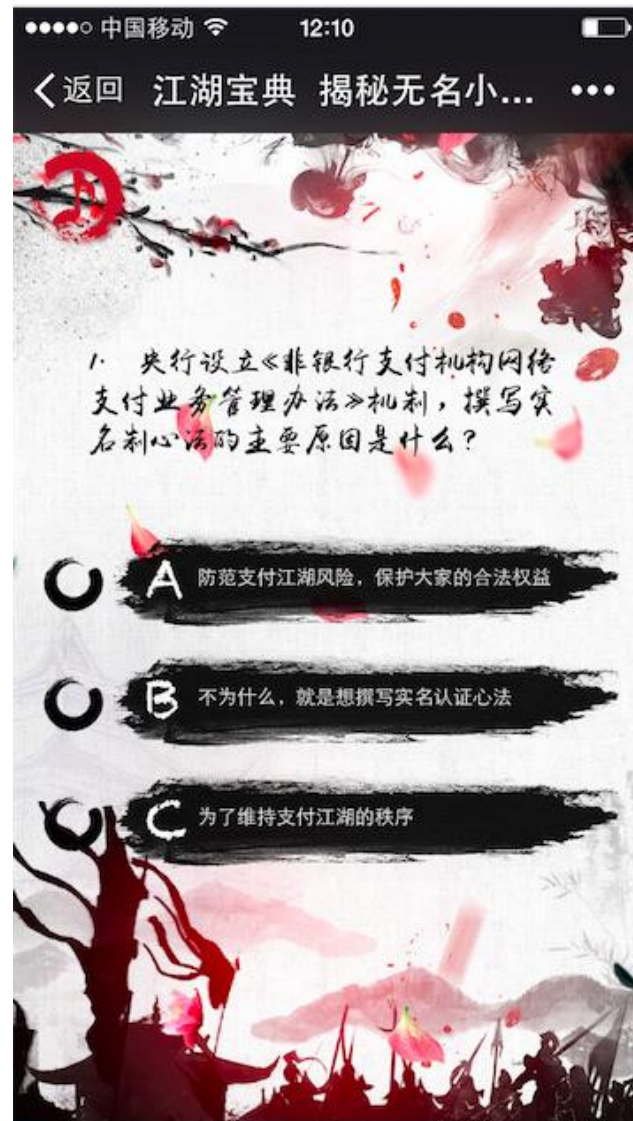 中国移动 12:10
返回 江湖宝典 揭秘无名小...
1. 央行设立《非银行支付机构网络
支付业务管理办法》机制，撰写实
名制心法的主要原因是什么？
A 防范支付江湖风险，保护大家的合法权益
B 不为什么，就是想撰写实名认证心法
C 为了维持支付江湖的秩序